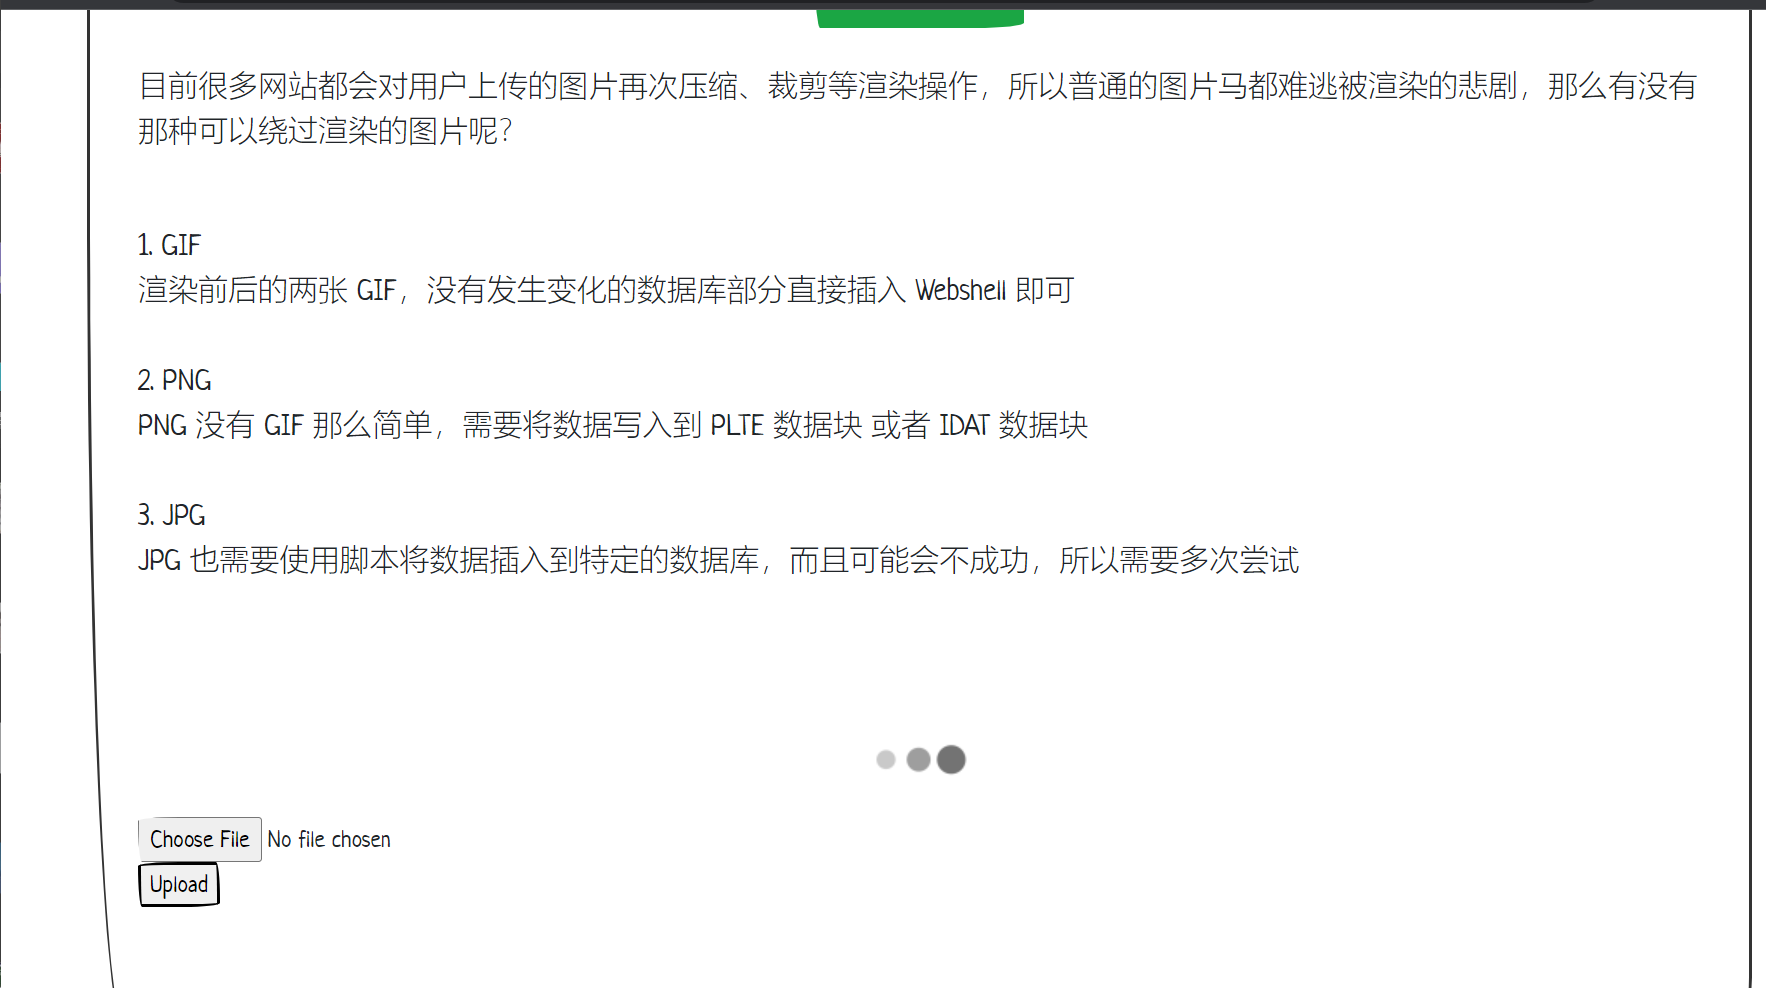 目前很多网站都会对用户上传的图片再次压缩、裁剪等渲染操作，所以普通的图片马都难逃被渲染的悲剧，那么有没有
那种可以绕过渲染的图片呢？
1. GIF
渲染前后的两张 GIF，没有发生变化的数据库部分直接插入 Webshell 即可
2. PNG
PNG 没有 GIF 那么简单，需要将数据写入到 PLTE 数据块 或者 IDAT 数据块
3. JPG
JPG 也需要使用脚本将数据插入到特定的数据库，而且可能会不成功，所以需要多次尝试
Choose File No file chosen
Upload